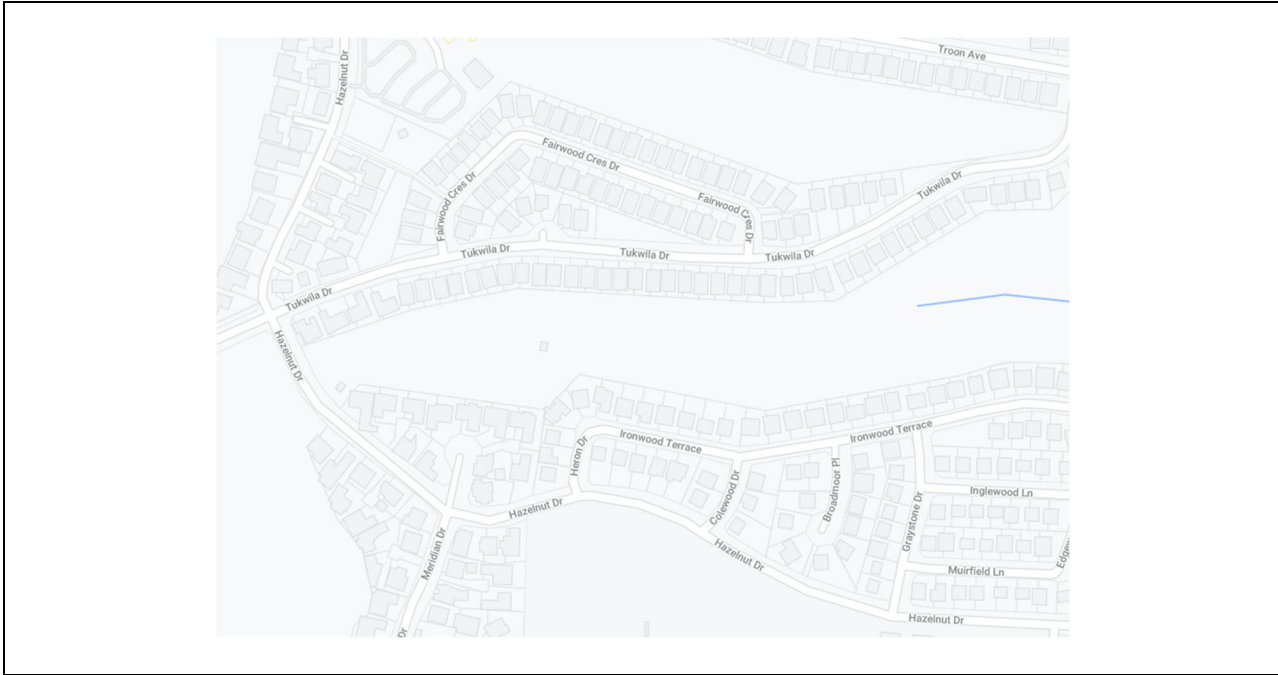 Troon Ave
Hazelnut Dr
Fairwood Cres Dr
Fairwood Cres Dr
Fairwood Cres Dr
Tukwila Dr
Tukwila Dr
Tukwila Dr
Tukwila Dr
Tukwila Dr
Hazelnut Dr
Ironwood Terrace
Ironwood Terrace
Heron Dr
Colewood Dr
Broadmoor Pl
Inglewood Ln
Hazelnut Dr
Graystone Dr
Meridian Dr
Hazelnut Dr
Muirfield Ln
Hazelnut Dr
Dr